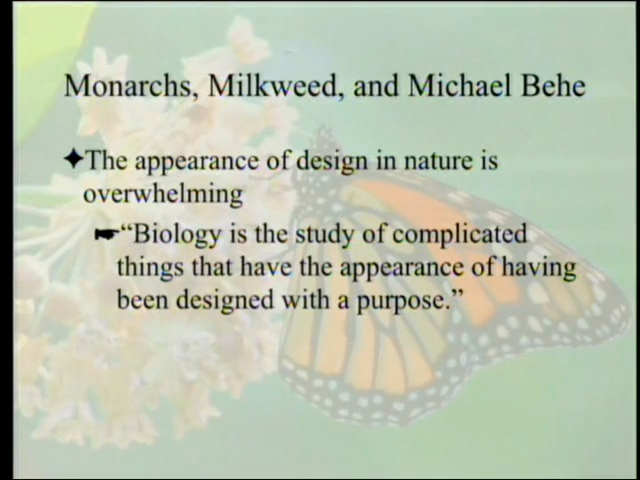 Monarchs, Milkweed, and Michael Behe
The appearance of design in nature is
overwhelming
“Biology is the study of complicated
things that have the appearance of having
been designed with a purpose.”